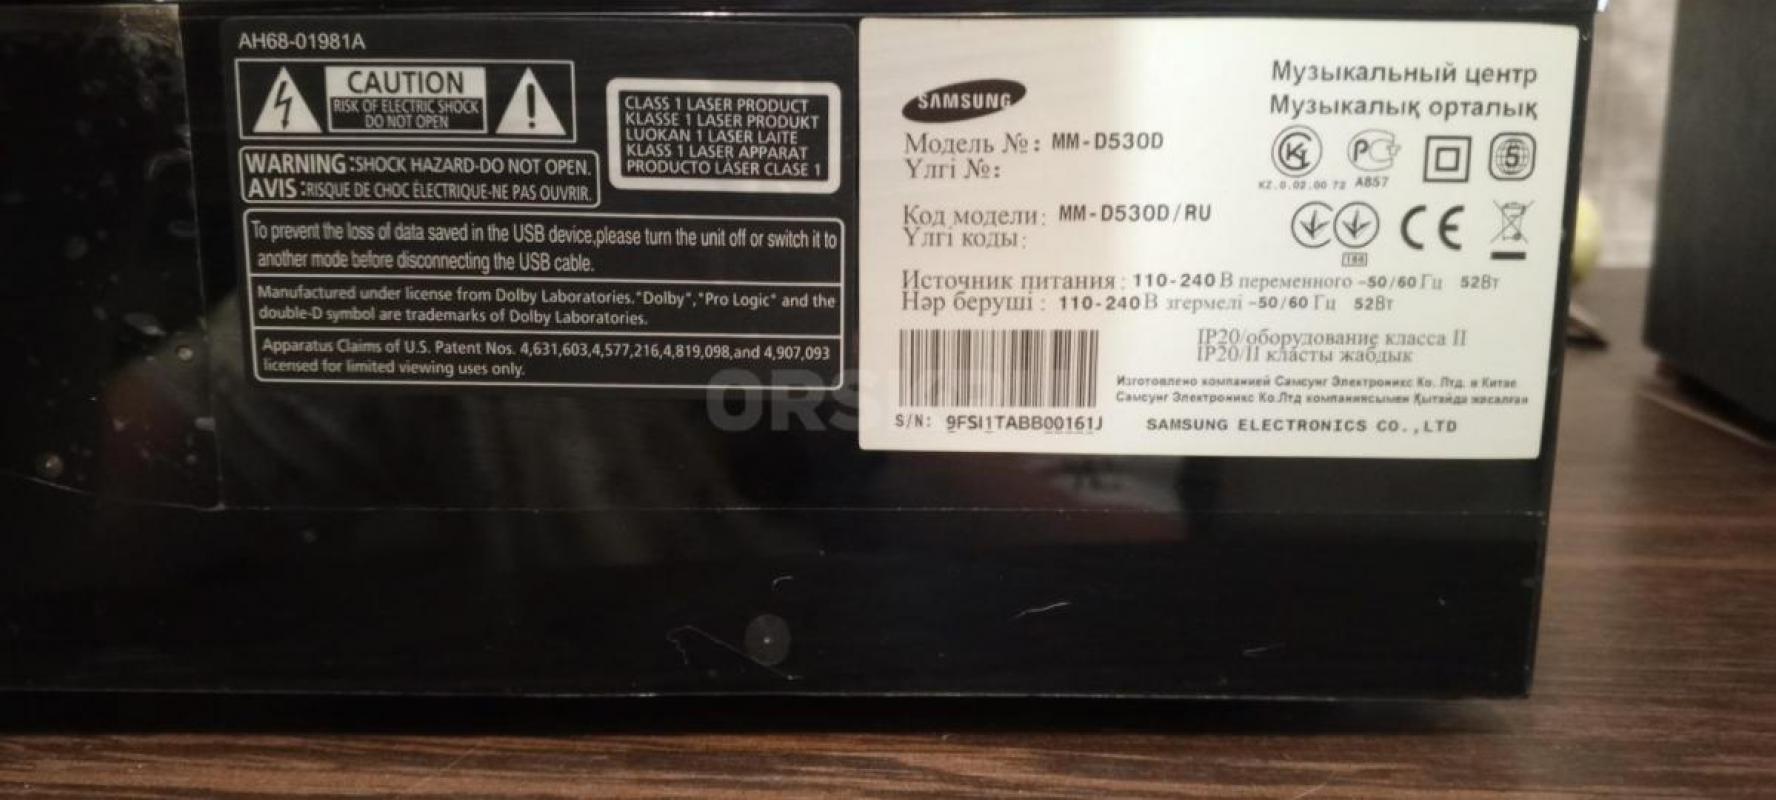 AH68-01981A
CAUTION
RISK OF ELECTRIC SHOCK
DO NOT OPEN
WARNING :SHOCK HAZARD-DO NOT OPEN.
AVIS :RISQUE DE CHOC ÉLECTRIQUE-NE PAS OUVRIR.
CLASS 1 LASER PRODUCT
KLASSE 1 LASER PRODUKT
LUOKAN 1 LASER LAITE
KLASS 1 LASER APPARAT
PRODUCTO LÁSER CLASE 1
To prevent the loss of data saved in the USB device,please turn the unit off or switch it to
another mode before disconnecting the USB cable.
Manufactured under license from Dolby Laboratories."Dolby","Pro Logic" and the
double-D symbol are trademarks of Dolby Laboratories.
Apparatus Claims of U.S. Patent Nos. 4,631,603,4,577,216,4,819,098,and 4,907,093
licensed for limited viewing uses only.
SAMSUNG
Музыкальный центр
Музыкалық орталық
Модель №: MM-D530D
Үлгі №:
KZ.0.02.00 72 АВ57
Код модели: MM-D530D/RU
Үлгі коды:
CE
Источник питания : 110-240 В переменного ~50/60 Гц 52Вт
Нәр беруші : 110-240 В згермелі ~50/60 Гц 52Вт
IP20/оборудование класса II
IP20/II класты жабдык
Изготовлено компанией Самсунг Электроникс Ко. Лтд. в Китае
Самсунг Электроникс Ко.Лтд компаниясымен Қытайда жасалған
S/N: 9FSI1TABB00161J
SAMSUNG ELECTRONICS CO.,LTD